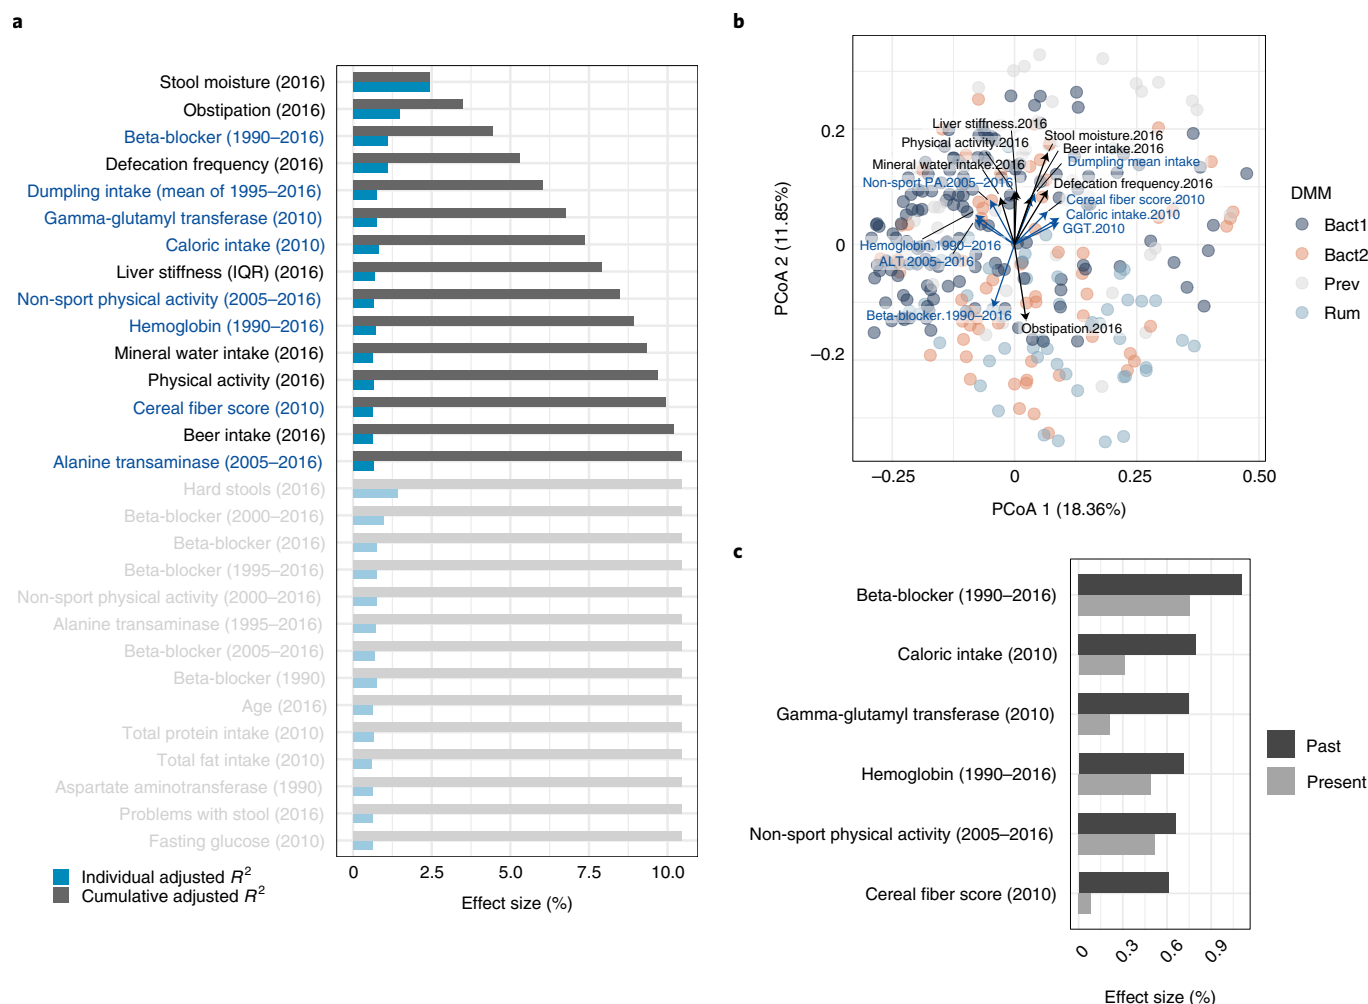 a
Stool moisture (2016)
Obstipation (2016)
Beta-blocker (1990–2016)
Defecation frequency (2016)
Dumpling intake (mean of 1995–2016)
Gamma-glutamyl transferase (2010)
Caloric intake (2010)
Liver stiffness (IQR) (2016)
Non-sport physical activity (2005–2016)
Hemoglobin (1990–2016)
Mineral water intake (2016)
Physical activity (2016)
Cereal fiber score (2010)
Beer intake (2016)
Alanine transaminase (2005–2016)
Hard stools (2016)
Beta-blocker (2000–2016)
Beta-blocker (2016)
Beta-blocker (1995–2016)
Non-sport physical activity (2000–2016)
Alanine transaminase (1995–2016)
Beta-blocker (2005–2016)
Beta-blocker (1990)
Age (2016)
Total protein intake (2010)
Total fat intake (2010)
Aspartate aminotransferase (1990)
Problems with stool (2016)
Fasting glucose (2010)
0 2.5 5.0 7.5 10.0
Effect size (%)
Individual adjusted R²
Cumulative adjusted R²
b
PCoA 2 (11.85%)
0.2
0
–0.2
Liver stiffness.2016
Physical activity.2016
Mineral water intake.2016
Non-sport PA.2005–2016
Stool moisture.2016
Beer intake.2016
Dumpling mean intake
Defecation frequency.2016
Cereal fiber score.2010
Caloric intake.2010
GGT.2010
Hemoglobin.1990–2016
ALT.2005–2016
Beta-blocker.1990–2016
Obstipation.2016
–0.25 0 0.25 0.50
PCoA 1 (18.36%)
DMM
Bact1
Bact2
Prev
Rum
c
Beta-blocker (1990–2016)
Caloric intake (2010)
Gamma-glutamyl transferase (2010)
Hemoglobin (1990–2016)
Non-sport physical activity (2005–2016)
Cereal fiber score (2010)
0 0.3 0.6 0.9
Effect size (%)
Past
Present